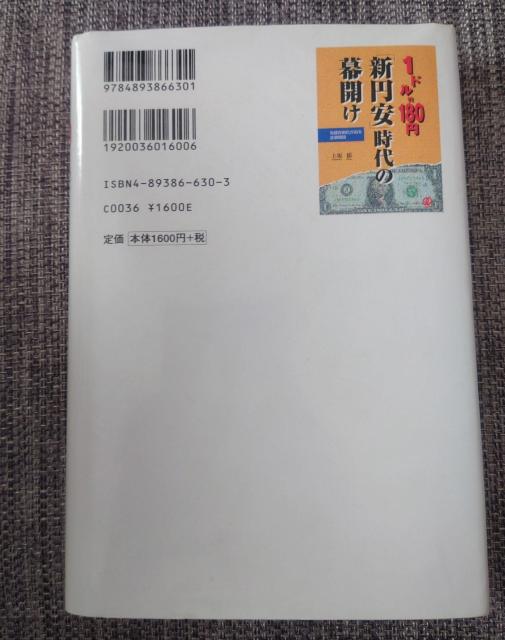 9784893866301
1920036016006
ISBN4-89386-630-3
C0036 ¥1600E
定価 本体1600円+税
1ドル=180円
「新円安」時代の
幕開け